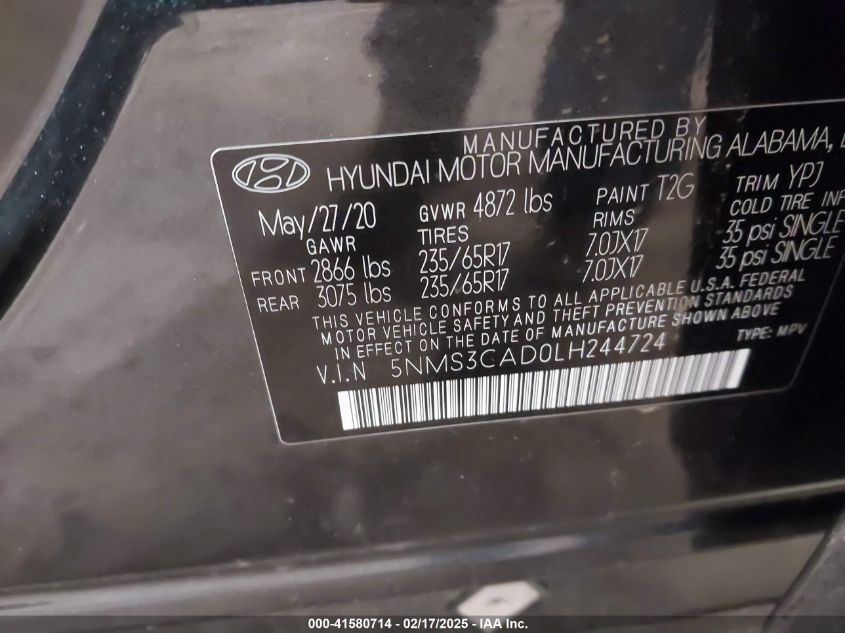 MANUFACTURED BY
HYUNDAI MOTOR MANUFACTURING ALABAMA,
May/27/20 GVWR 4872 lbs PAINT T2G TRIM YPJ
GAWR TIRES RIMS COLD TIRE INF
FRONT 2866 lbs 235/65R17 7.0JX17 35 psi SINGLE
REAR 3075 lbs 235/65R17 7.0JX17 35 psi SINGLE
THIS VEHICLE CONFORMS TO ALL APPLICABLE U.S.A. FEDERAL
MOTOR VEHICLE SAFETY AND THEFT PREVENTION STANDARDS
IN EFFECT ON THE DATE OF MANUFACTURE SHOWN ABOVE
V.I.N 5NMS3CAD0LH244724 TYPE: MPV
000-41580714 - 02/17/2025 - IAA Inc.